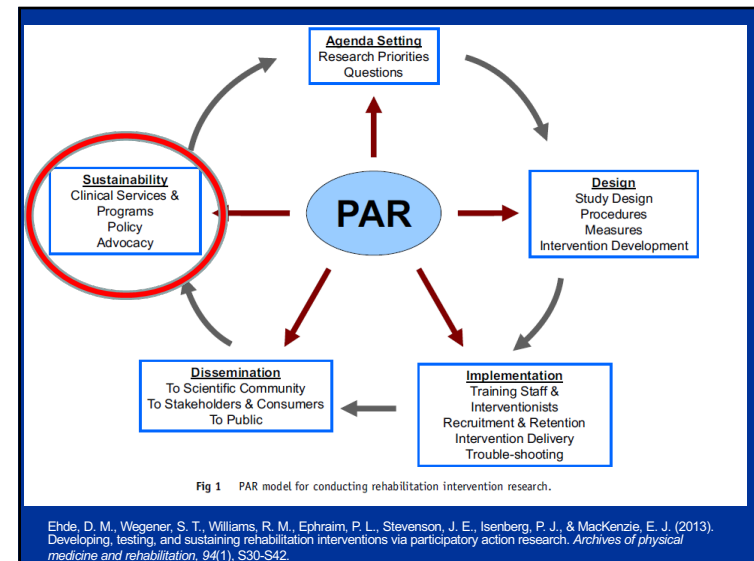 Agenda Setting
Research Priorities
Questions
Sustainability
Clinical Services &
Programs
Policy
Advocacy
PAR
Design
Study Design
Procedures
Measures
Intervention Development
Dissemination
To Scientific Community
To Stakeholders & Consumers
To Public
Implementation
Training Staff &
Interventionists
Recruitment & Retention
Intervention Delivery
Trouble-shooting
Fig 1 PAR model for conducting rehabilitation intervention research.
Ehde, D. M., Wegener, S. T., Williams, R. M., Ephraim, P. L., Stevenson, J. E., Isenberg, P. J., & MacKenzie, E. J. (2013).
Developing, testing, and sustaining rehabilitation interventions via participatory action research. Archives of physical
medicine and rehabilitation, 94(1), S30-S42.